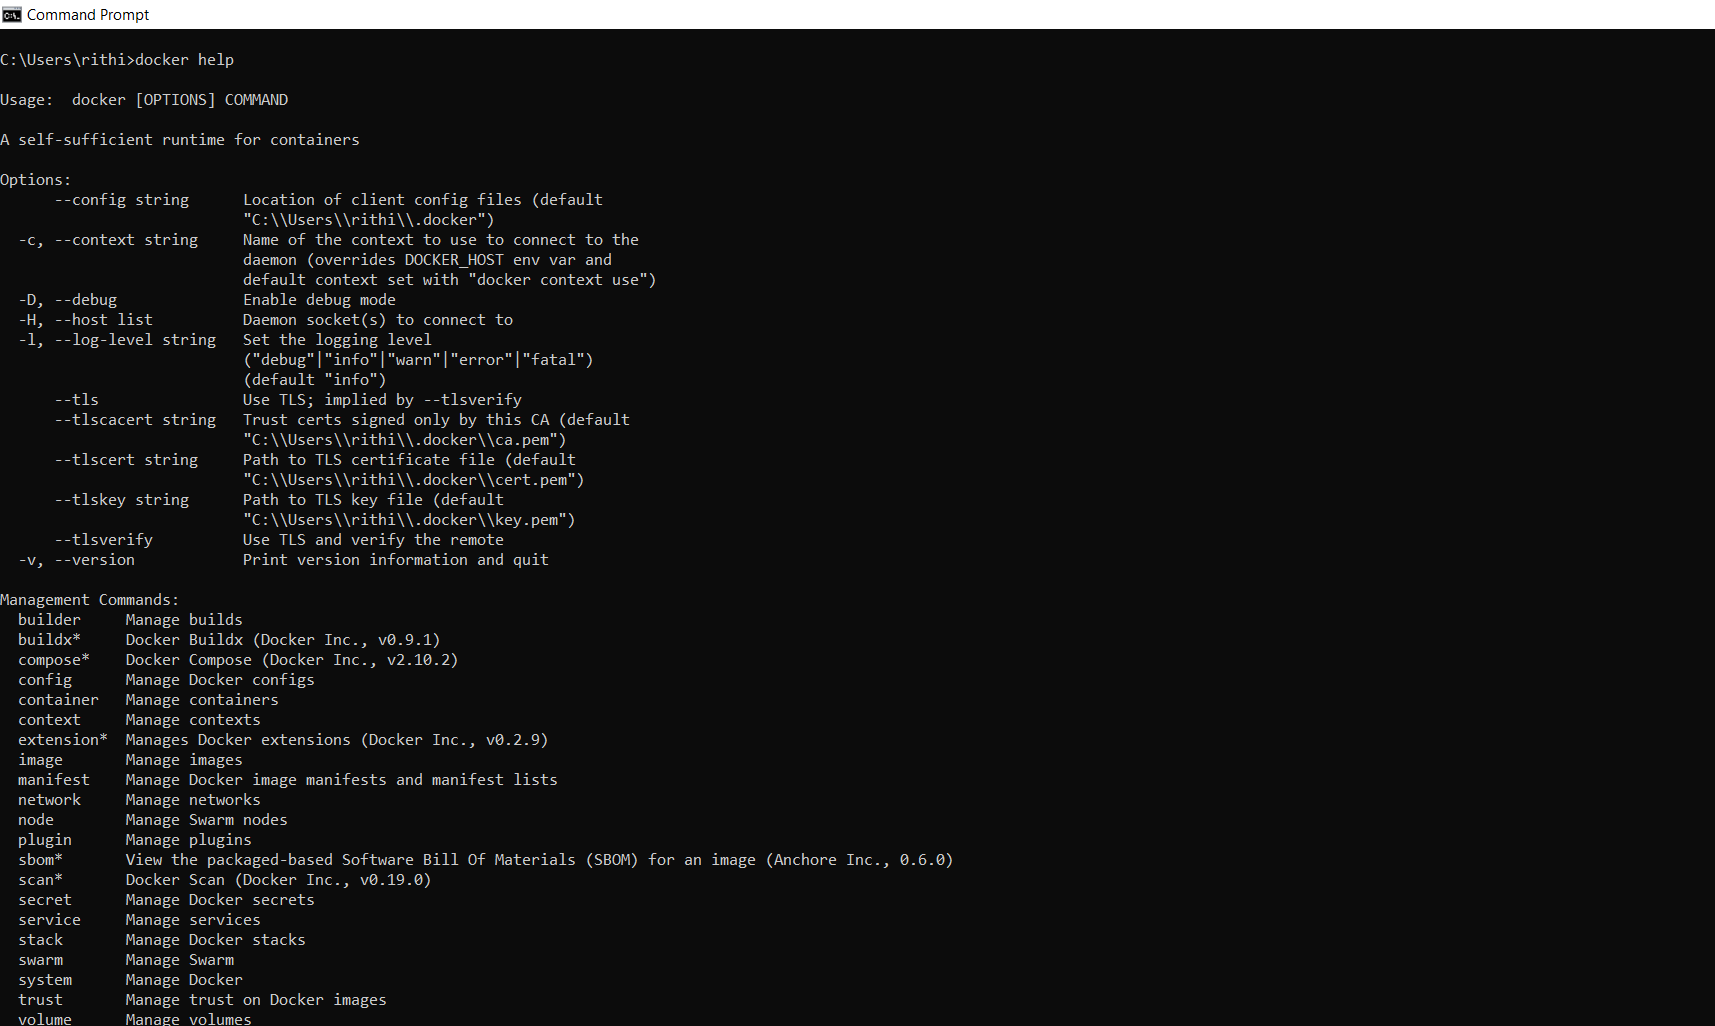 Command Prompt
C:\Users\rithi>docker help
Usage:  docker [OPTIONS] COMMAND
A self-sufficient runtime for containers
Options:
      --config string      Location of client config files (default
                           "C:\\Users\\rithi\\.docker")
  -c, --context string     Name of the context to use to connect to the
                           daemon (overrides DOCKER_HOST env var and
                           default context set with "docker context use")
  -D, --debug              Enable debug mode
  -H, --host list          Daemon socket(s) to connect to
  -l, --log-level string   Set the logging level
                           ("debug"|"info"|"warn"|"error"|"fatal")
                           (default "info")
      --tls                Use TLS; implied by --tlsverify
      --tlscacert string   Trust certs signed only by this CA (default
                           "C:\\Users\\rithi\\.docker\\ca.pem")
      --tlscert string     Path to TLS certificate file (default
                           "C:\\Users\\rithi\\.docker\\cert.pem")
      --tlskey string      Path to TLS key file (default
                           "C:\\Users\\rithi\\.docker\\key.pem")
      --tlsverify          Use TLS and verify the remote
  -v, --version            Print version information and quit
Management Commands:
  builder     Manage builds
  buildx*     Docker Buildx (Docker Inc., v0.9.1)
  compose*    Docker Compose (Docker Inc., v2.10.2)
  config      Manage Docker configs
  container   Manage containers
  context     Manage contexts
  extension*  Manages Docker extensions (Docker Inc., v0.2.9)
  image       Manage images
  manifest    Manage Docker image manifests and manifest lists
  network     Manage networks
  node        Manage Swarm nodes
  plugin      Manage plugins
  sbom*       View the packaged-based Software Bill Of Materials (SBOM) for an image (Anchore Inc., 0.6.0)
  scan*       Docker Scan (Docker Inc., v0.19.0)
  secret      Manage Docker secrets
  service     Manage services
  stack       Manage Docker stacks
  swarm       Manage Swarm
  system      Manage Docker
  trust       Manage trust on Docker images
  volume      Manage volumes